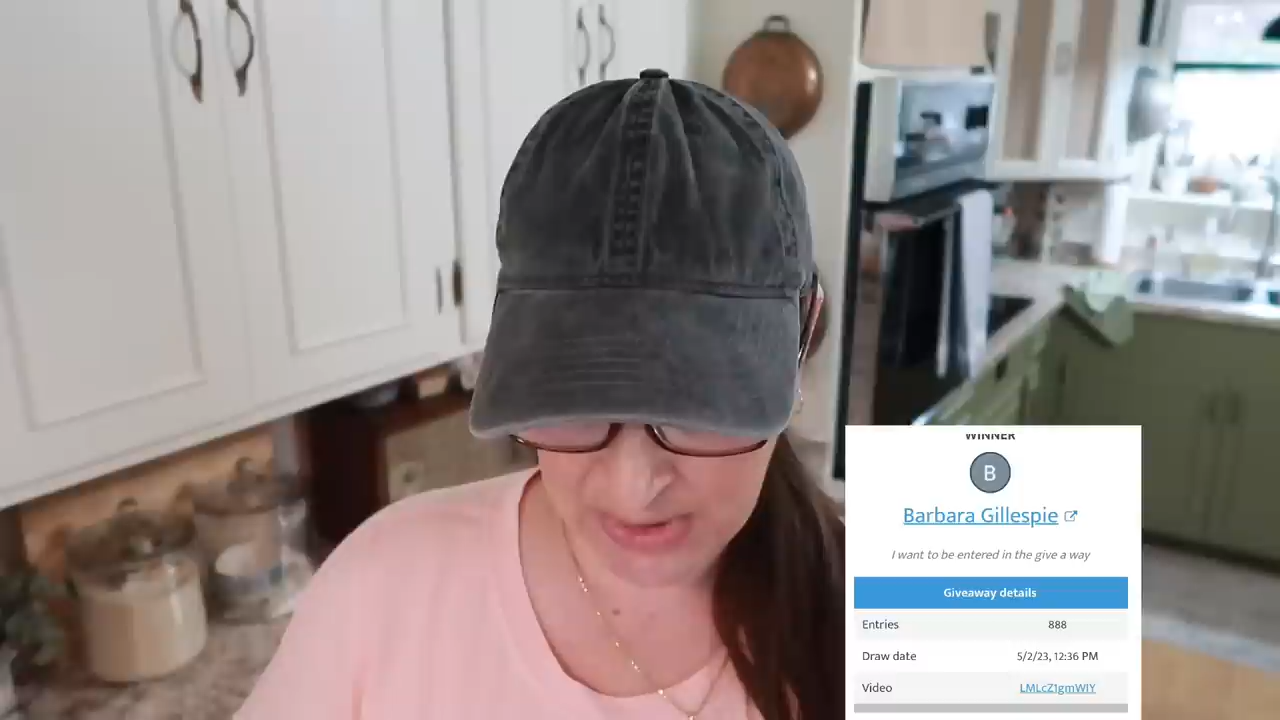 WINNER
B
Barbara Gillespie
I want to be entered in the give a way
Giveaway details
Entries 888
Draw date 5/2/23, 12:36 PM
Video LMLcZ1gmWIY